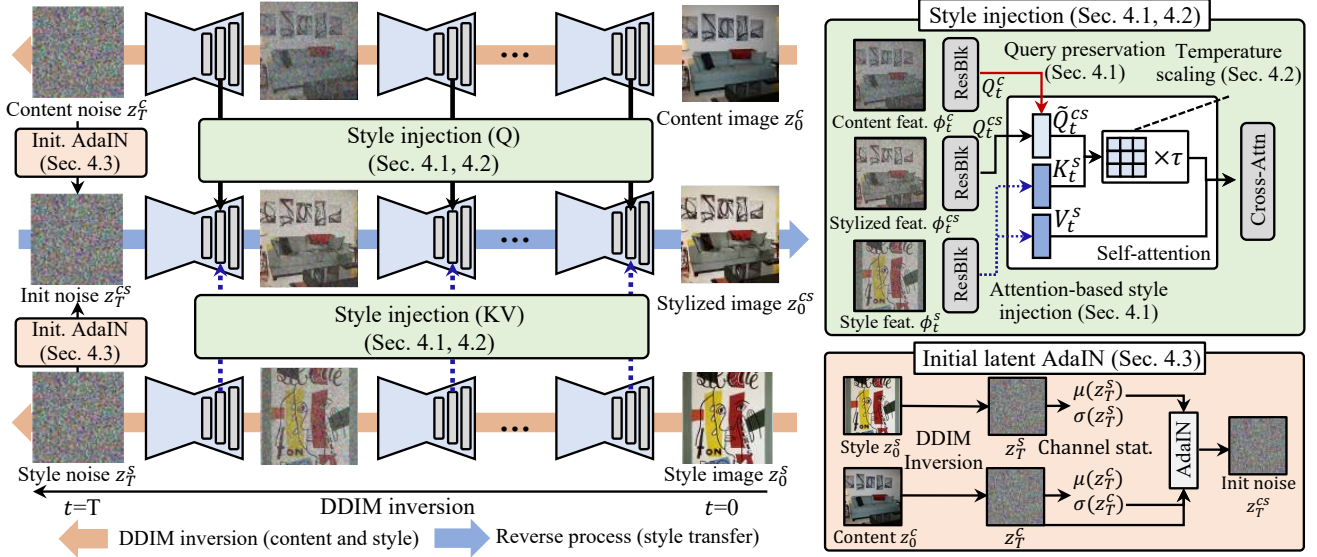 Content noise z_T^c
Content image z_0^c
Init. AdaIN
(Sec. 4.3)
Style injection (Q)
(Sec. 4.1, 4.2)
...
...
...
Init noise z_T^cs
Stylized image z_0^cs
Init. AdaIN
(Sec. 4.3)
Style injection (KV)
(Sec. 4.1, 4.2)
Style noise z_T^s
Style image z_0^s
t=T
DDIM inversion
t=0
DDIM inversion (content and style)
Reverse process (style transfer)
Style injection (Sec. 4.1, 4.2)
Content feat. ϕ_t^c
ResBlk
Q_t^c
Query preservation
(Sec. 4.1)
Temperature
scaling (Sec. 4.2)
Stylized feat. ϕ_t^cs
ResBlk
Q_t^cs
Q̃_t^cs
K_t^s
×τ
V_t^s
Self-attention
Cross-Attn
Style feat. ϕ_t^s
ResBlk
Attention-based style
injection (Sec. 4.1)
Initial latent AdaIN (Sec. 4.3)
Style z_0^s
DDIM
Inversion
z_T^s
μ(z_T^s)
σ(z_T^s)
Channel stat.
AdaIN
Init noise
z_T^cs
Content z_0^c
z_T^c
μ(z_T^c)
σ(z_T^c)